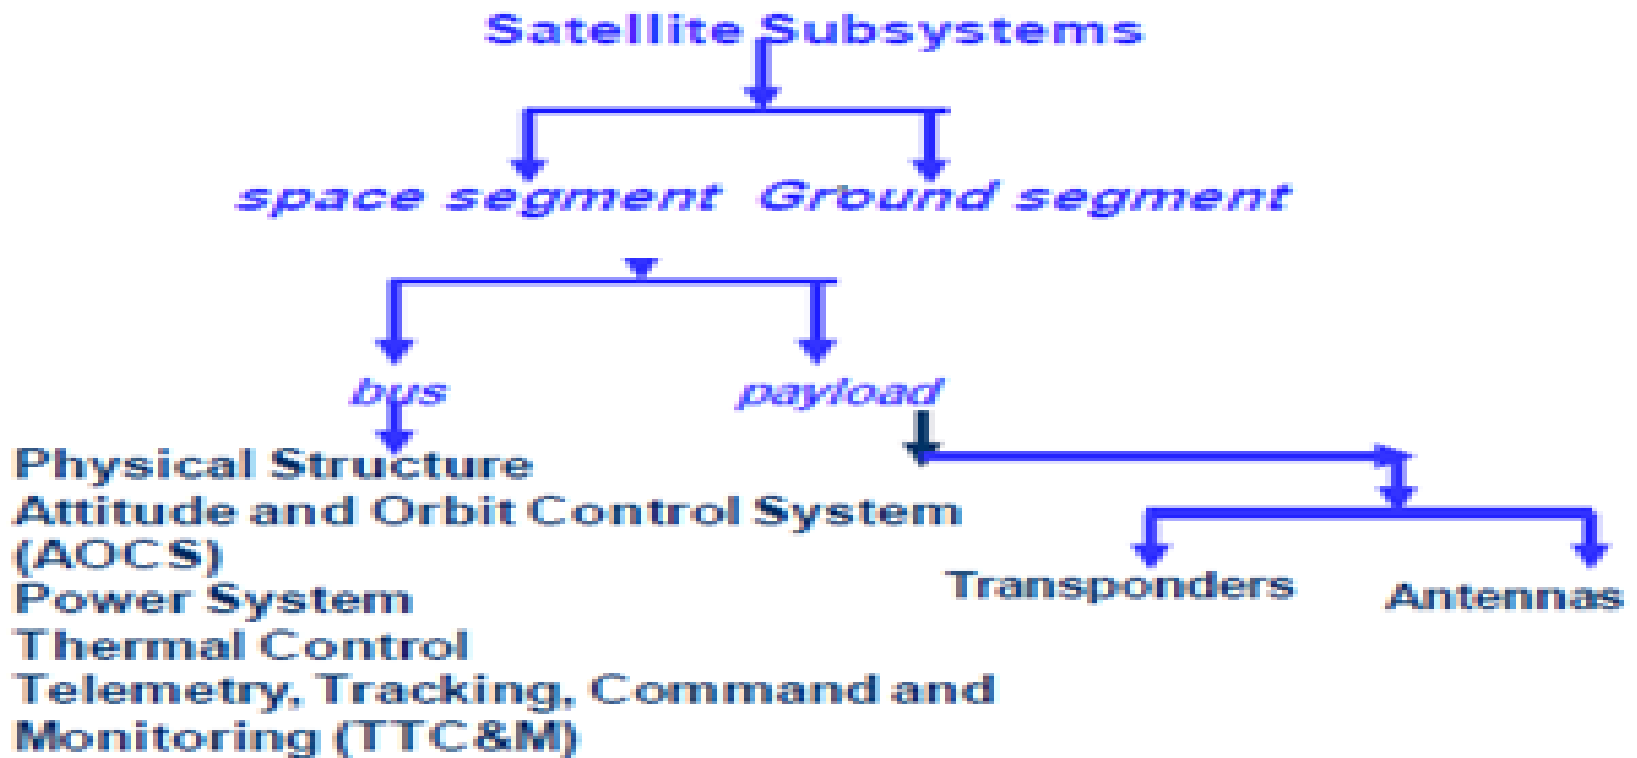 Satellite Subsystems
space segment Ground segment
bus payload
Physical Structure
Attitude and Orbit Control System
(AOCS)
Power System
Thermal Control
Telemetry, Tracking, Command and
Monitoring (TTC&M)
Transponders Antennas